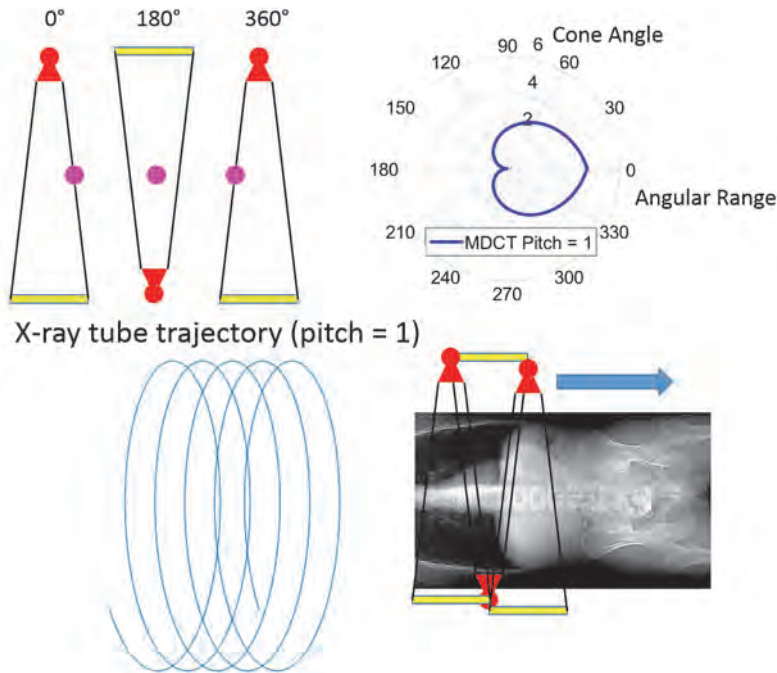 0° 180° 360°
90 6 Cone Angle
120 60
4
150 30
2
180 0
Angular Range
210 330
MDCT Pitch = 1
240 300
270
X-ray tube trajectory (pitch = 1)